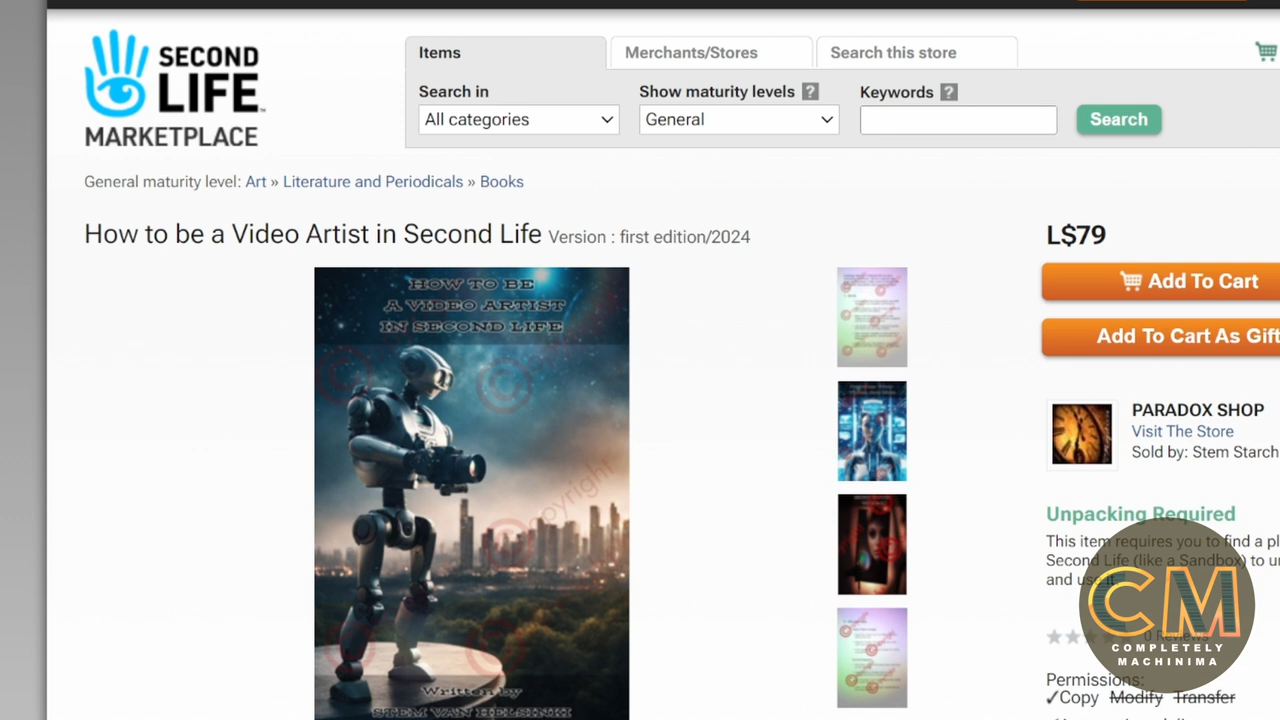 SECOND
LIFE
MARKETPLACE
Items
Merchants/Stores
Search this store
Search in
Show maturity levels ?
Keywords ?
All categories
General
Search
General maturity level: Art » Literature and Periodicals » Books
How to be a Video Artist in Second Life Version : first edition/2024
L$79
Add To Cart
Add To Cart As Gift
HOW TO BE
A VIDEO ARTIST
IN SECOND LIFE
copyright
Written by
STEM VAN HELSINKI
PARADOX SHOP
Visit The Store
Sold by: Stem Starch
Unpacking Required
This item requires you to find a pl
Second Life (like a Sandbox) to u
and use it.
0 Reviews
CM
COMPLETELY
MACHINIMA
Permissions:
✓Copy Modify Transfer